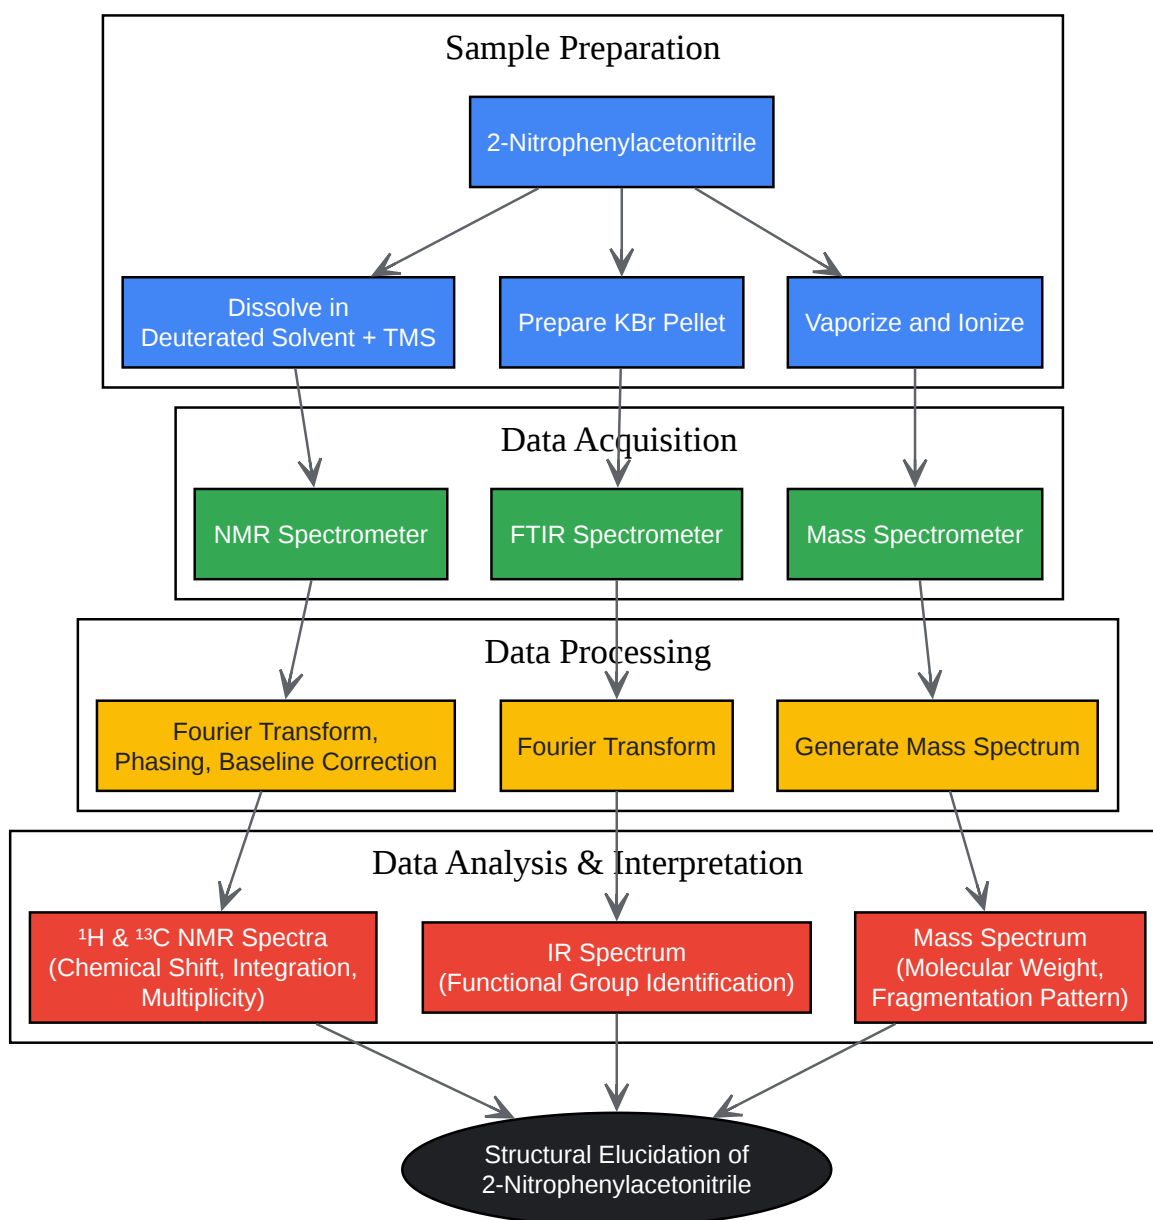 Sample Preparation
2-Nitrophenylacetonitrile
Dissolve in
Deuterated Solvent + TMS
Prepare KBr Pellet
Vaporize and Ionize
Data Acquisition
NMR Spectrometer
FTIR Spectrometer
Mass Spectrometer
Data Processing
Fourier Transform,
Phasing, Baseline Correction
Fourier Transform
Generate Mass Spectrum
Data Analysis & Interpretation
¹H & ¹³C NMR Spectra
(Chemical Shift, Integration,
Multiplicity)
IR Spectrum
(Functional Group Identification)
Mass Spectrum
(Molecular Weight,
Fragmentation Pattern)
Structural Elucidation of
2-Nitrophenylacetonitrile